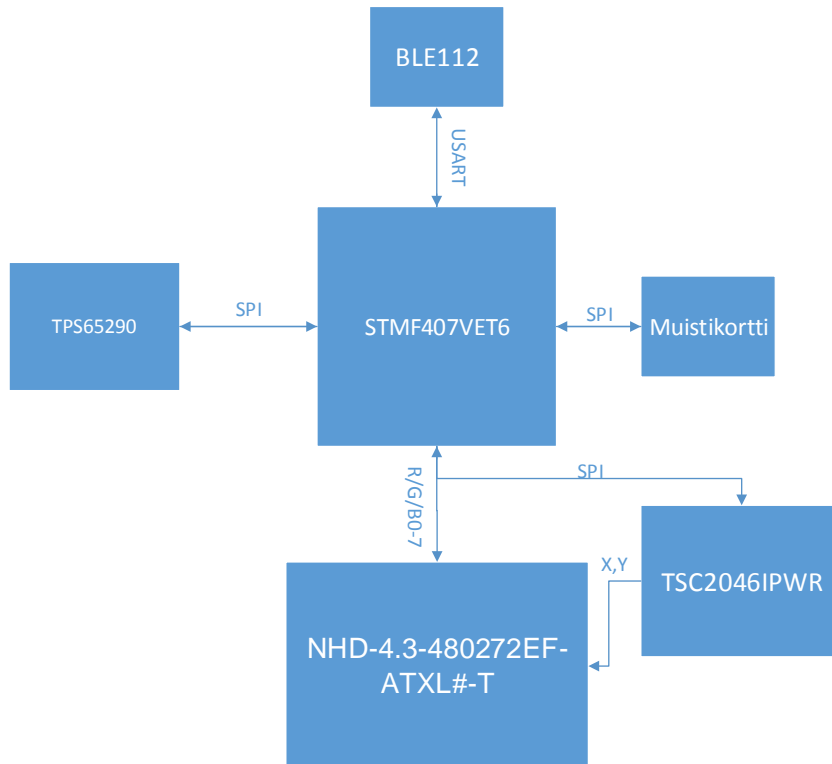 BLE112
USART
TPS65290
SPI
STMF407VET6
SPI
Muistikortti
R/G/B0-7
SPI
X,Y
TSC2046IPWR
NHD-4.3-480272EF-
ATXL#-T